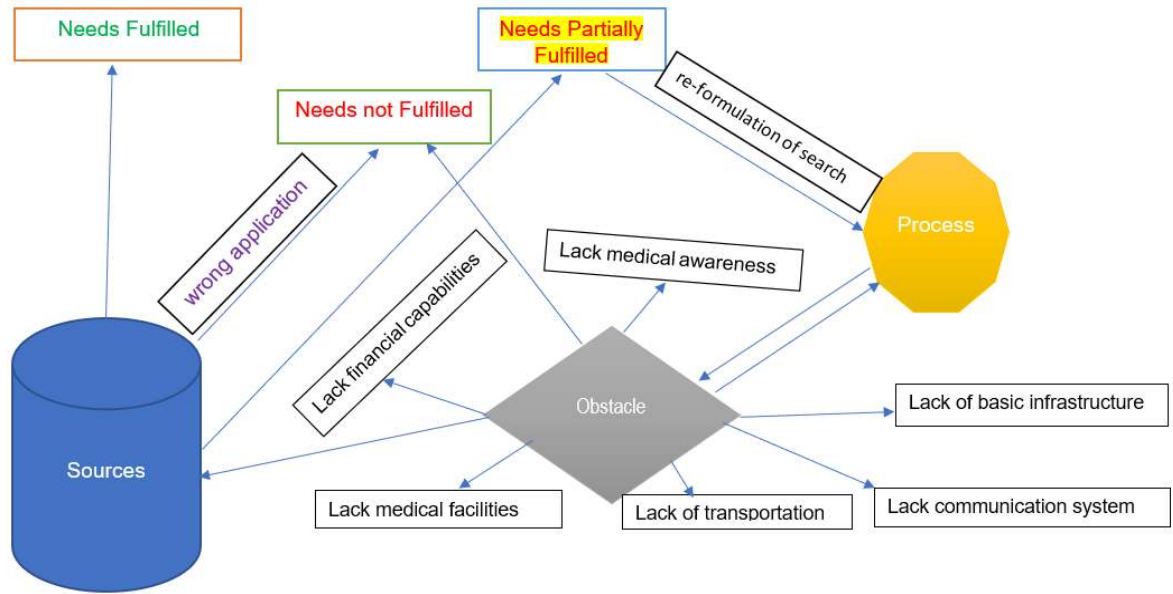 Needs Fulfilled
Needs Partially
Fulfilled
Needs not Fulfilled
re-formulation of search
wrong application
Process
Lack medical awareness
Lack financial capabilities
Obstacle
Lack of basic infrastructure
Sources
Lack medical facilities
Lack of transportation
Lack communication system